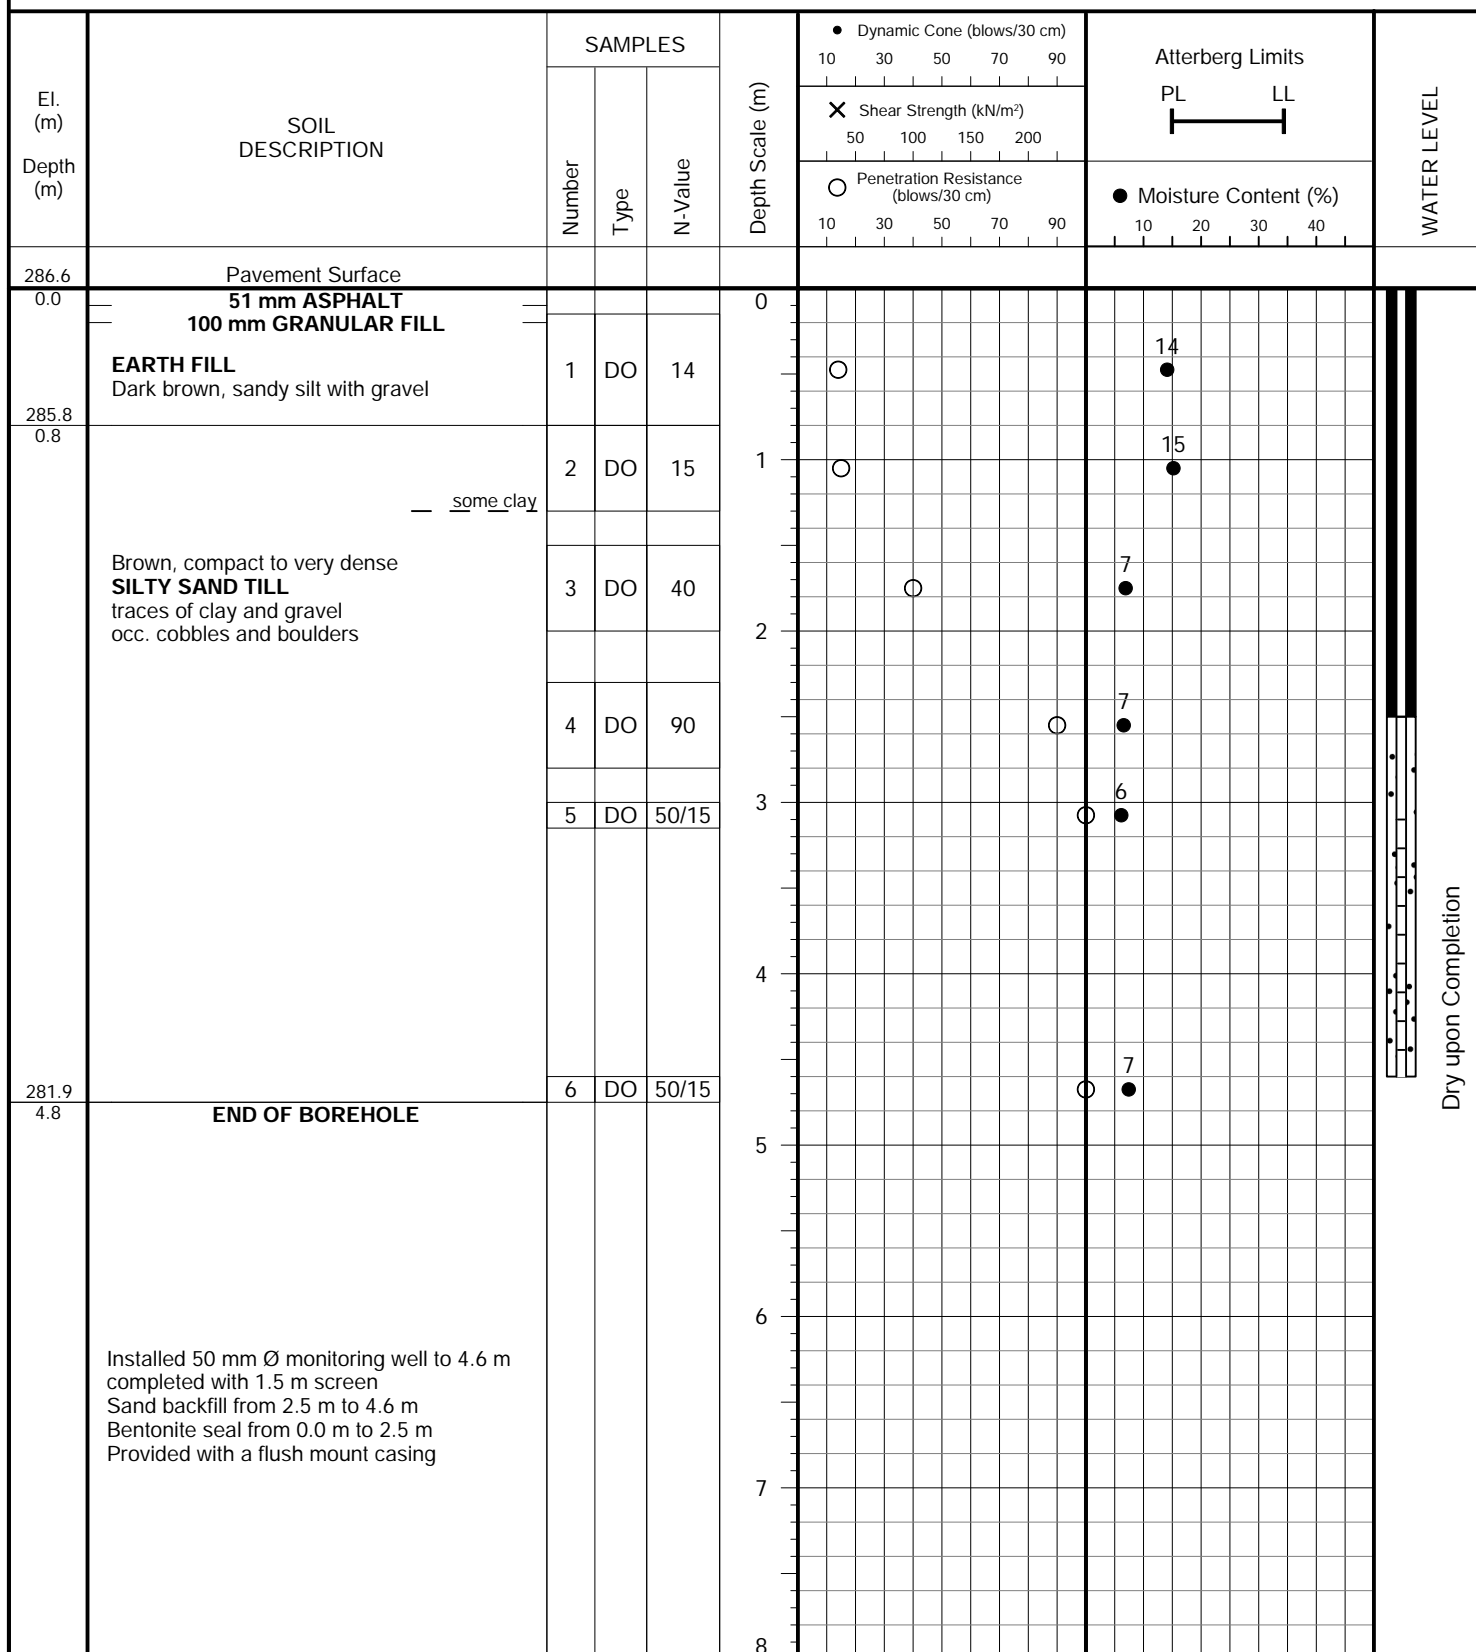 El.
(m)
Depth
(m)
SOIL
DESCRIPTION
SAMPLES
Number
Type
N-Value
Depth Scale (m)
Dynamic Cone (blows/30 cm)
10 30 50 70 90
Shear Strength (kN/m²)
50 100 150 200
Penetration Resistance
(blows/30 cm)
10 30 50 70 90
Atterberg Limits
PL LL
Moisture Content (%)
10 20 30 40
WATER LEVEL
286.6 Pavement Surface
0.0 51 mm ASPHALT 0
100 mm GRANULAR FILL
EARTH FILL
Dark brown, sandy silt with gravel
1 DO 14 14
285.8
0.8
2 DO 15 1 15
some clay
Brown, compact to very dense
SILTY SAND TILL
traces of clay and gravel
occ. cobbles and boulders
3 DO 40 7
2
4 DO 90 7
3 6
5 DO 50/15
4
Dry upon Completion
6 DO 50/15 7
281.9
4.8 END OF BOREHOLE
5
6
Installed 50 mm Ø monitoring well to 4.6 m
completed with 1.5 m screen
Sand backfill from 2.5 m to 4.6 m
Bentonite seal from 0.0 m to 2.5 m
Provided with a flush mount casing
7
8